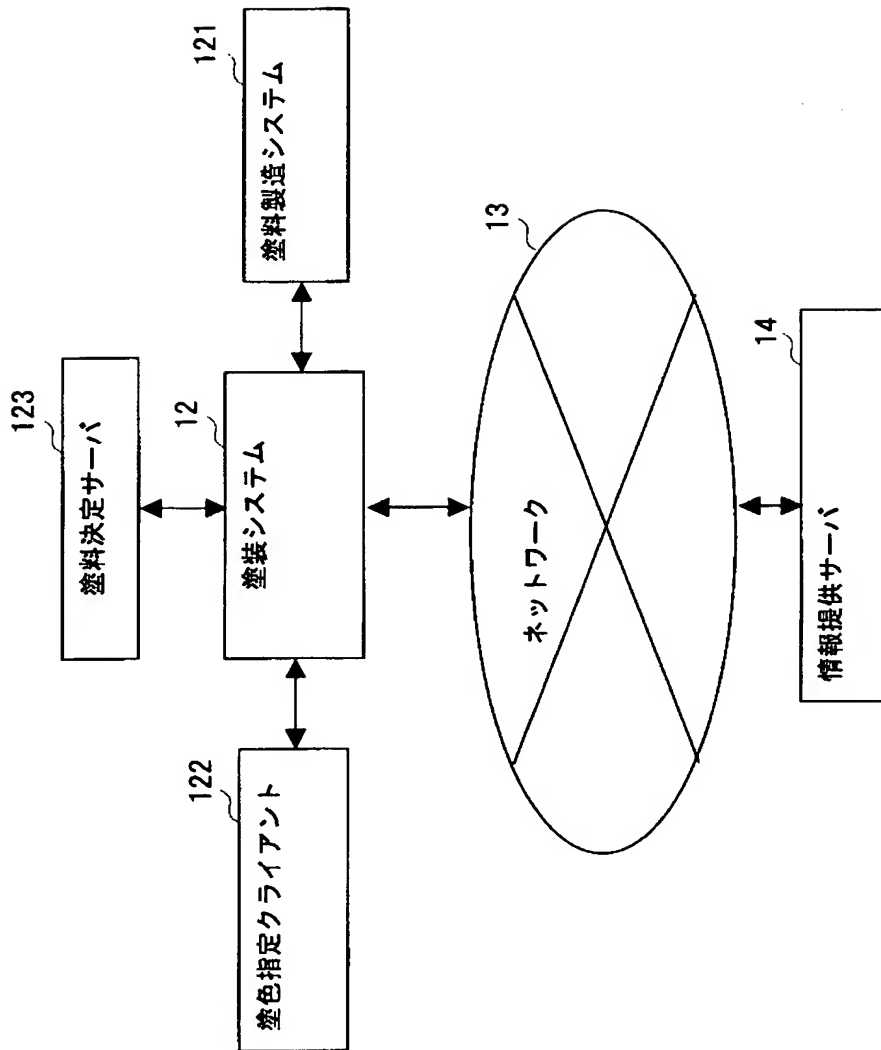 123
塗料決定サーバ
122
塗色指定クライアント
12
塗装システム
121
塗料製造システム
13
ネットワーク
14
情報提供サーバ